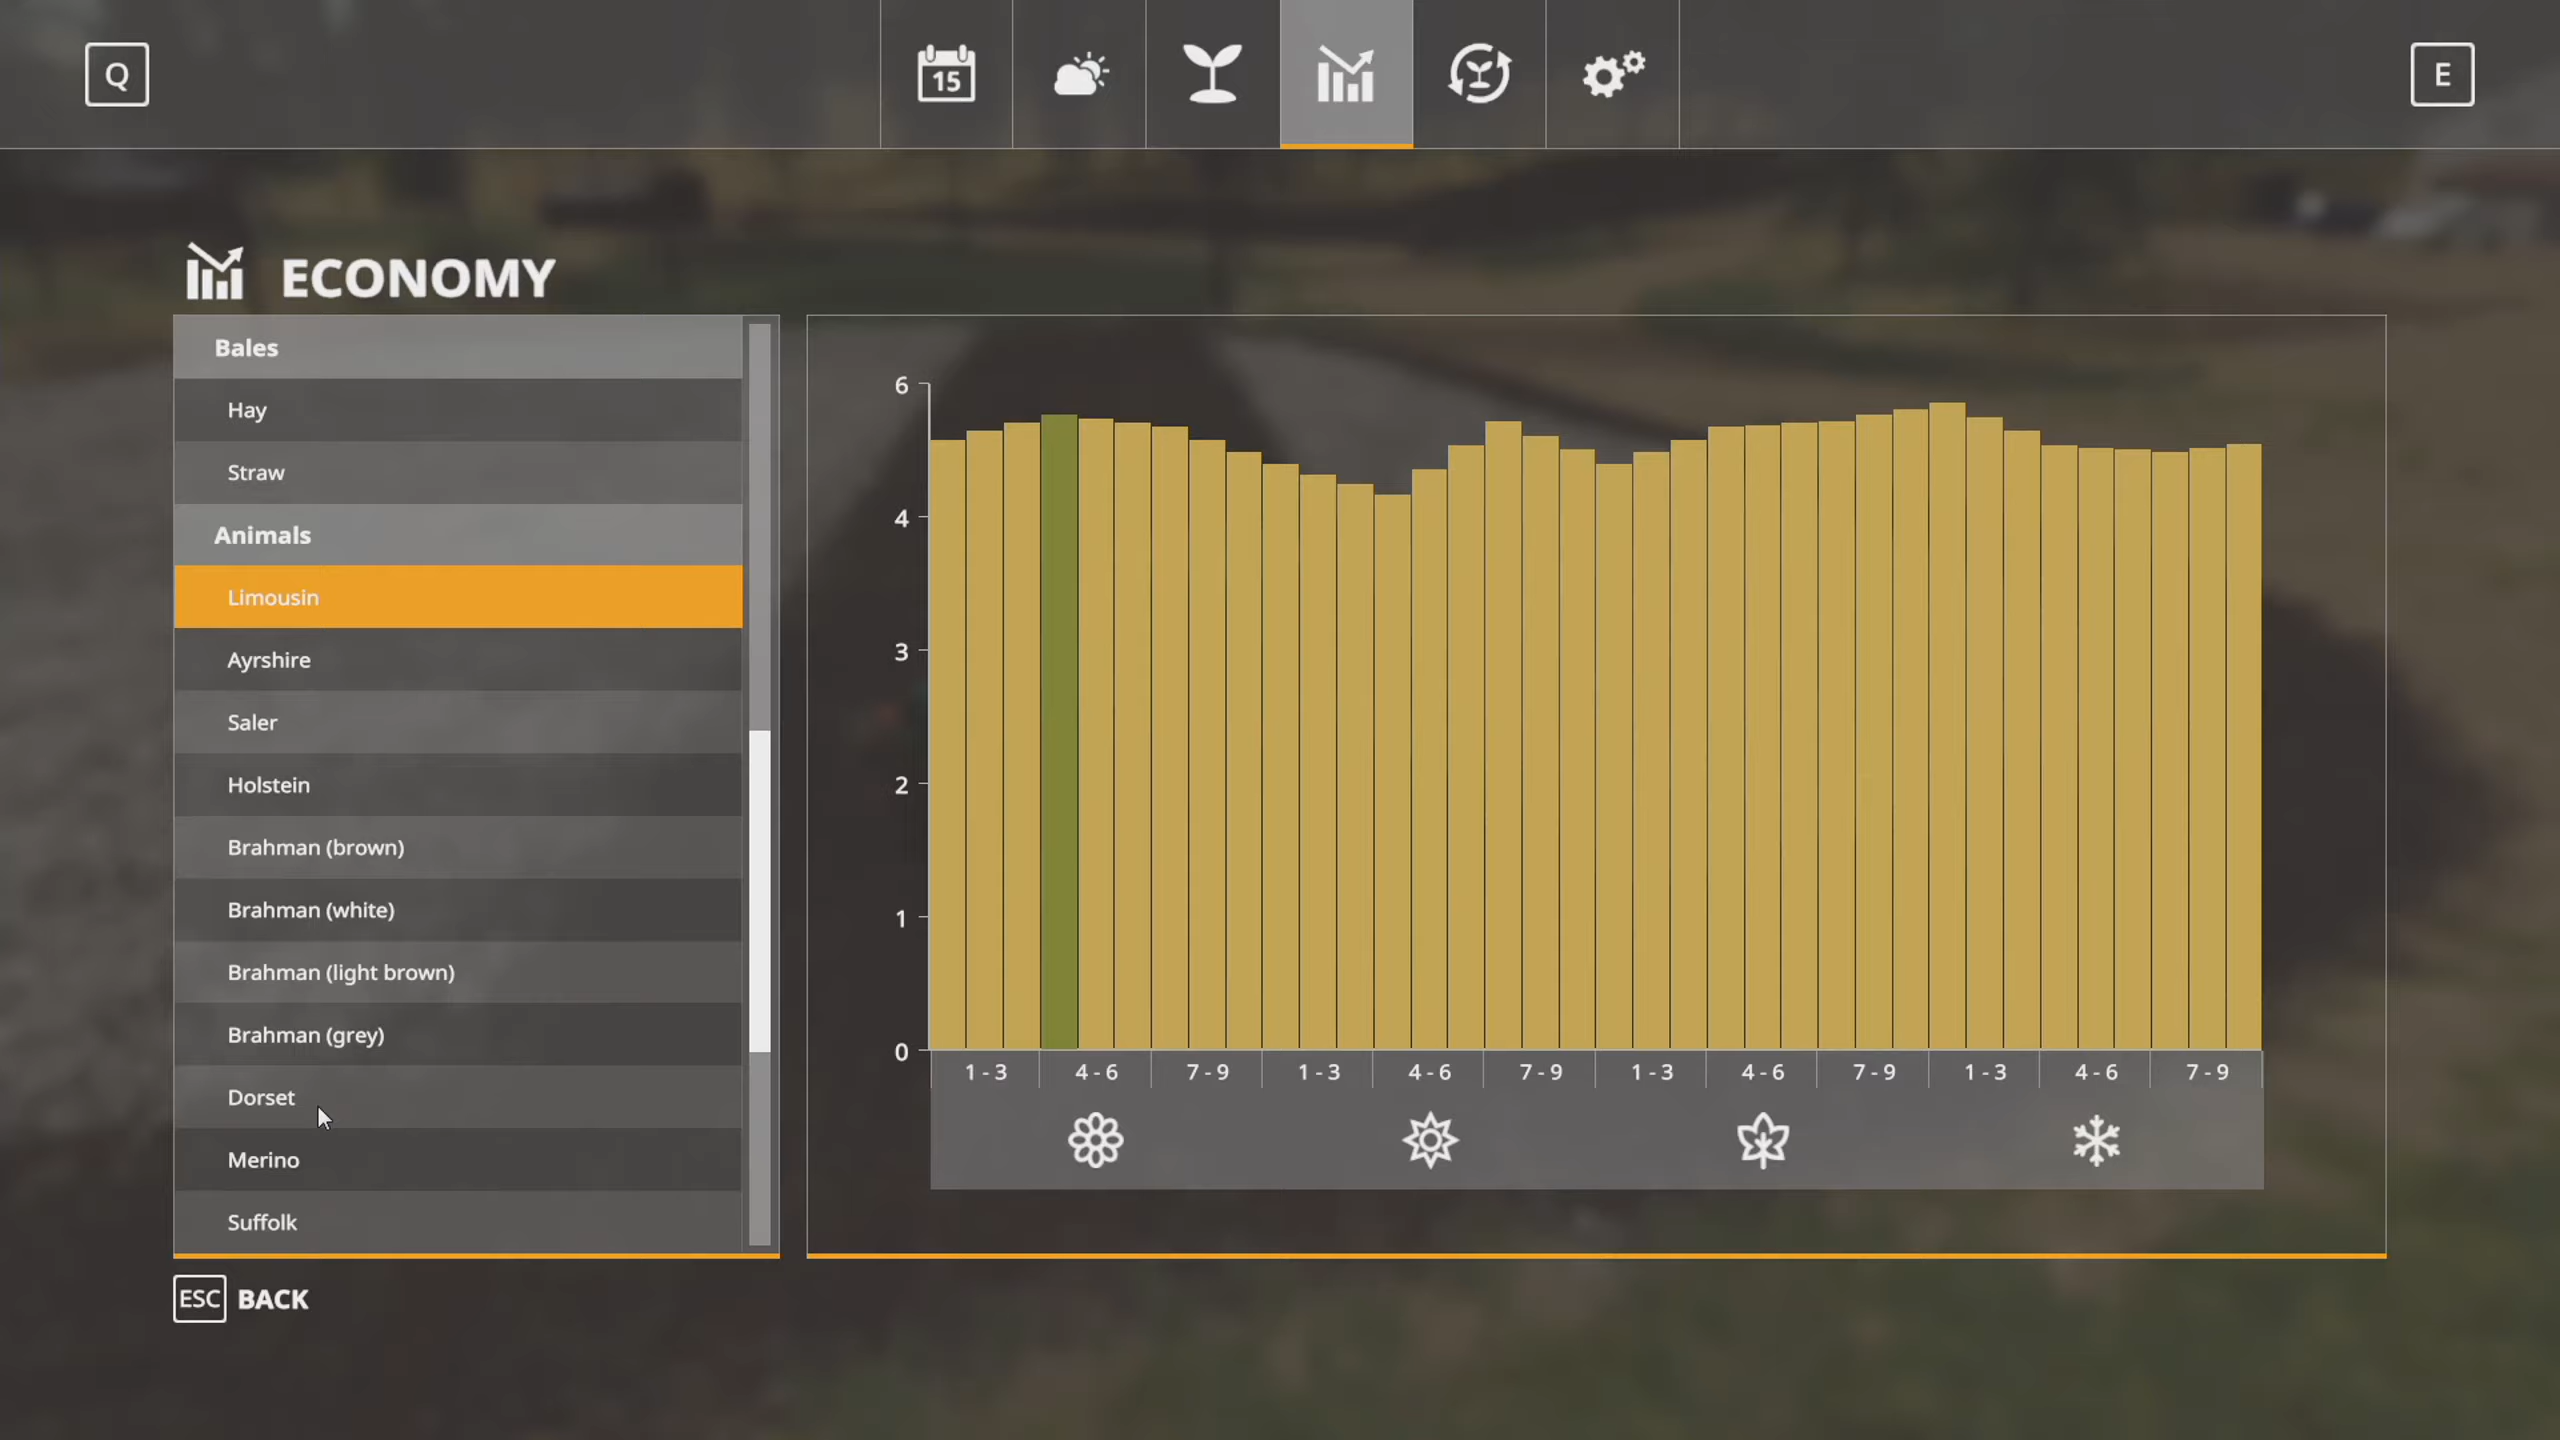 Q
15
E
ECONOMY
Bales
Hay
Straw
Animals
Limousin
Ayrshire
Saler
Holstein
Brahman (brown)
Brahman (white)
Brahman (light brown)
Brahman (grey)
Dorset
Merino
Suffolk
6
4
3
2
1
0
1 - 3 4 - 6 7 - 9 1 - 3 4 - 6 7 - 9 1 - 3 4 - 6 7 - 9 1 - 3 4 - 6 7 - 9
ESC BACK